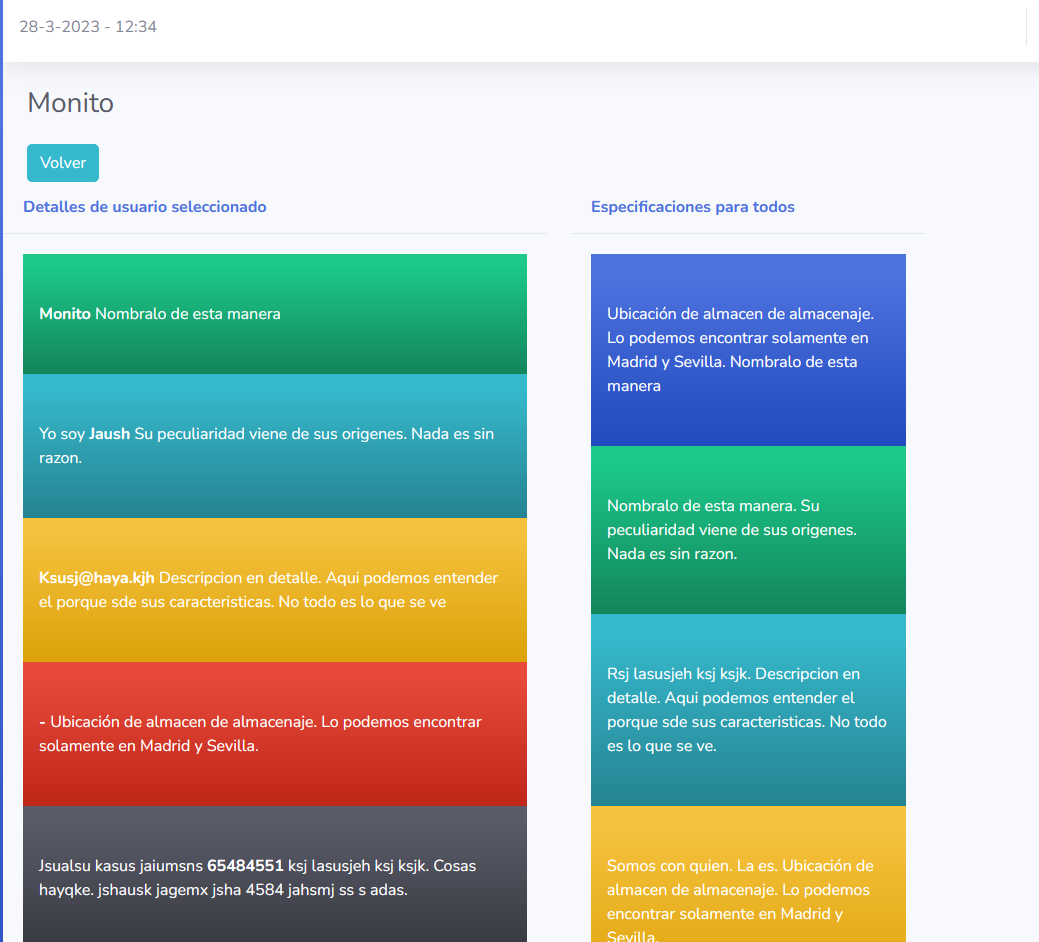 28-3-2023 - 12:34
Monito
Volver
Detalles de usuario seleccionado
Monito Nombralo de esta manera
Yo soy Jaush Su peculiaridad viene de sus origenes. Nada es sin
razon.
Ksusj@haya.kjh Descripcion en detalle. Aqui podemos entender
el porque sde sus caracteristicas. No todo es lo que se ve
- Ubicación de almacen de almacenaje. Lo podemos encontrar
solamente en Madrid y Sevilla.
Jsualsu kasus jaiumsns 65484551 ksj lasusjeh ksj ksjk. Cosas
hayqke. jshausk jagemx jsha 4584 jahsmj ss s adas.
Especificaciones para todos
Ubicación de almacen de almacenaje.
Lo podemos encontrar solamente en
Madrid y Sevilla. Nombralo de esta
manera
Nombralo de esta manera. Su
peculiaridad viene de sus origenes.
Nada es sin razon.
Rsj lasusjeh ksj ksjk. Descripcion en
detalle. Aqui podemos entender el
porque sde sus caracteristicas. No todo
es lo que se ve.
Somos con quien. La es. Ubicación de
almacen de almacenaje. Lo podemos
encontrar solamente en Madrid y
Sevilla.